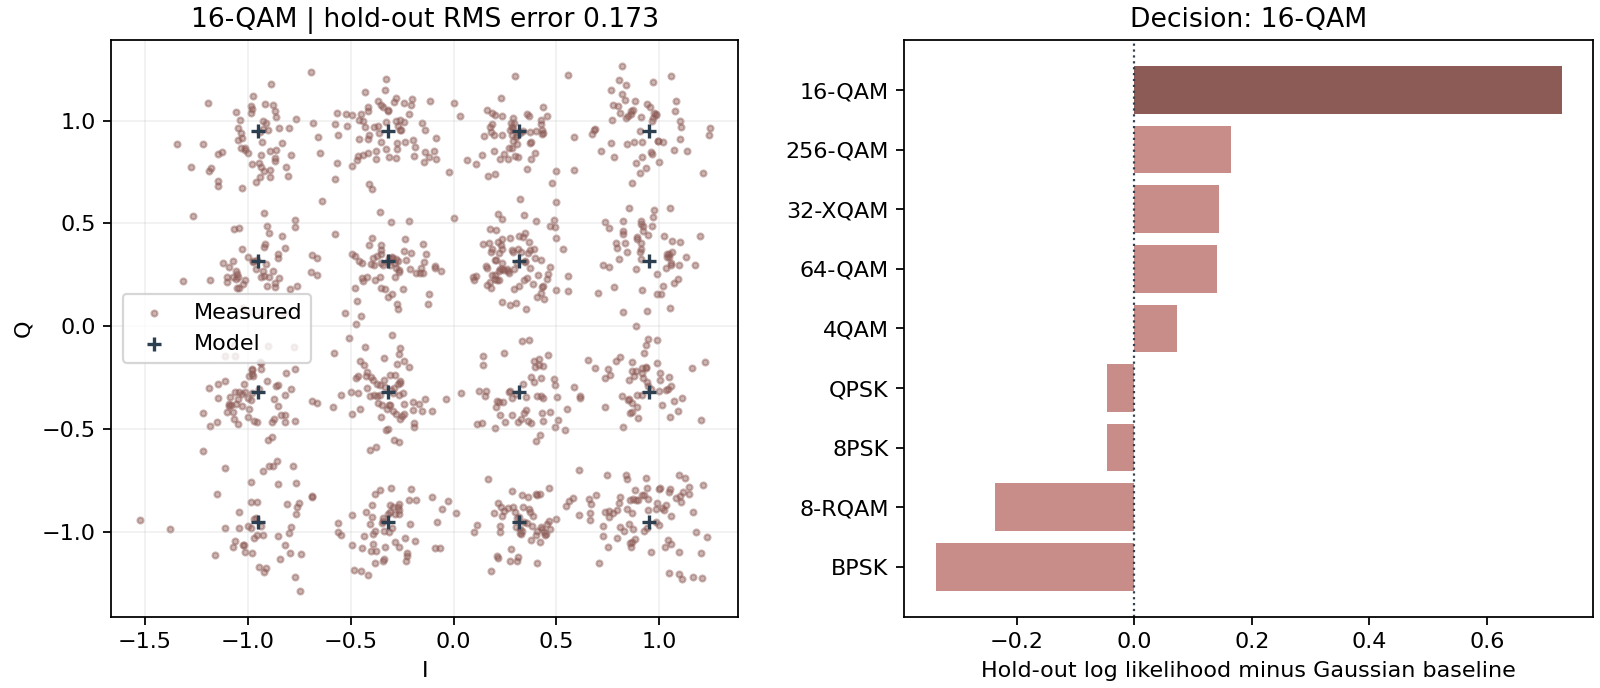 16-QAM | hold-out RMS error 0.173
1.0
0.5
0.0
−0.5
−1.0
Q
Measured
Model
−1.5
−1.0
−0.5
0.0
0.5
1.0
I
Decision: 16-QAM
16-QAM
256-QAM
32-XQAM
64-QAM
4QAM
QPSK
8PSK
8-RQAM
BPSK
−0.2
0.0
0.2
0.4
0.6
Hold-out log likelihood minus Gaussian baseline